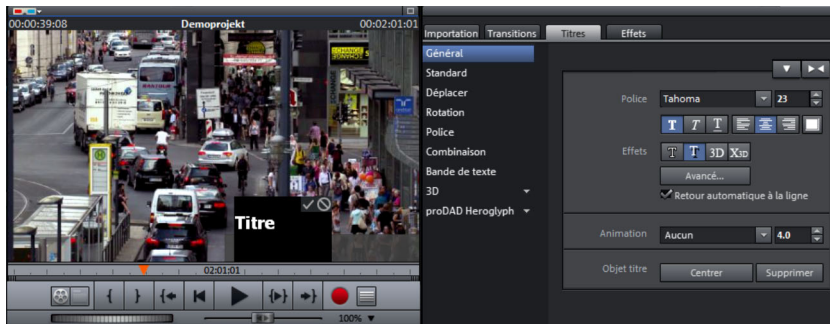 00:00:39:08 Demoprojekt 00:02:01:01
EXCHANGE
Titre
02:01:01
100%
Importation Transitions Titres Effets
Général
Standard
Déplacer
Rotation
Police
Combinaison
Bande de texte
3D
proDAD Heroglyph
Police Tahoma 23
T T T
Effets T T 3D X3D
Avancé...
Retour automatique à la ligne
Animation Aucun 4.0
Objet titre Centrer Supprimer